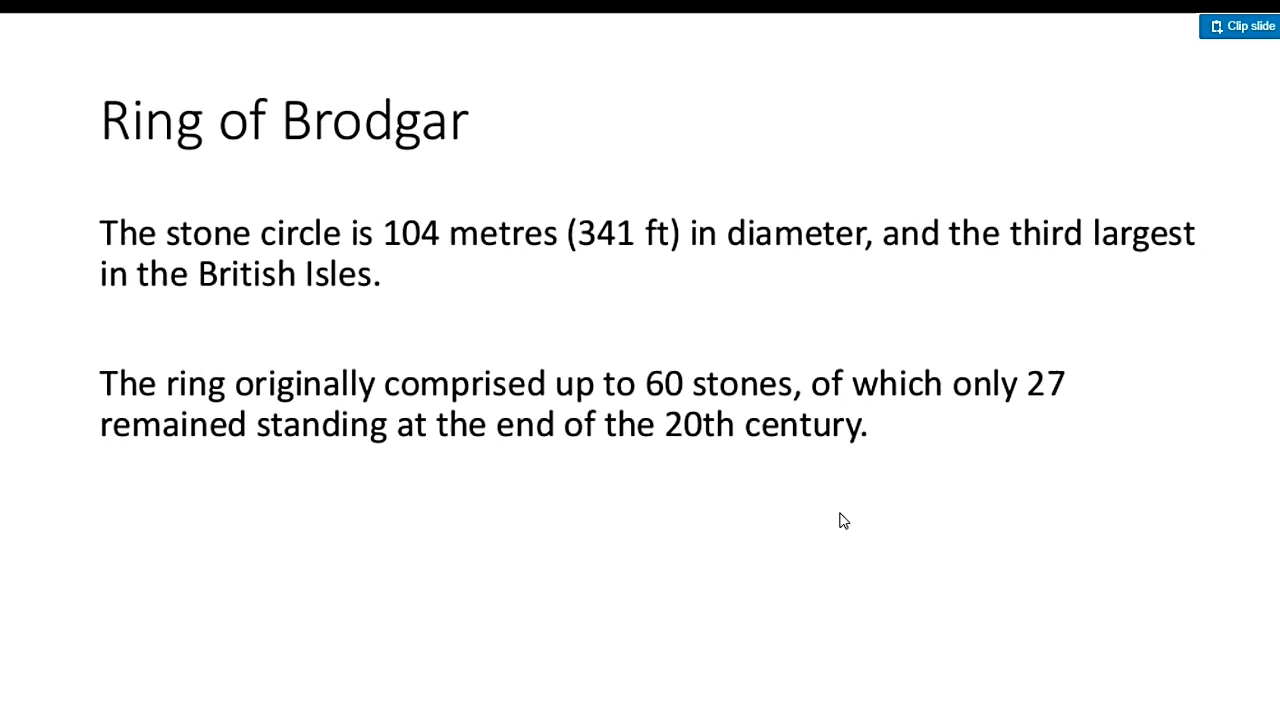 Clip slide
Ring of Brodgar
The stone circle is 104 metres (341 ft) in diameter, and the third largest
in the British Isles.
The ring originally comprised up to 60 stones, of which only 27
remained standing at the end of the 20th century.